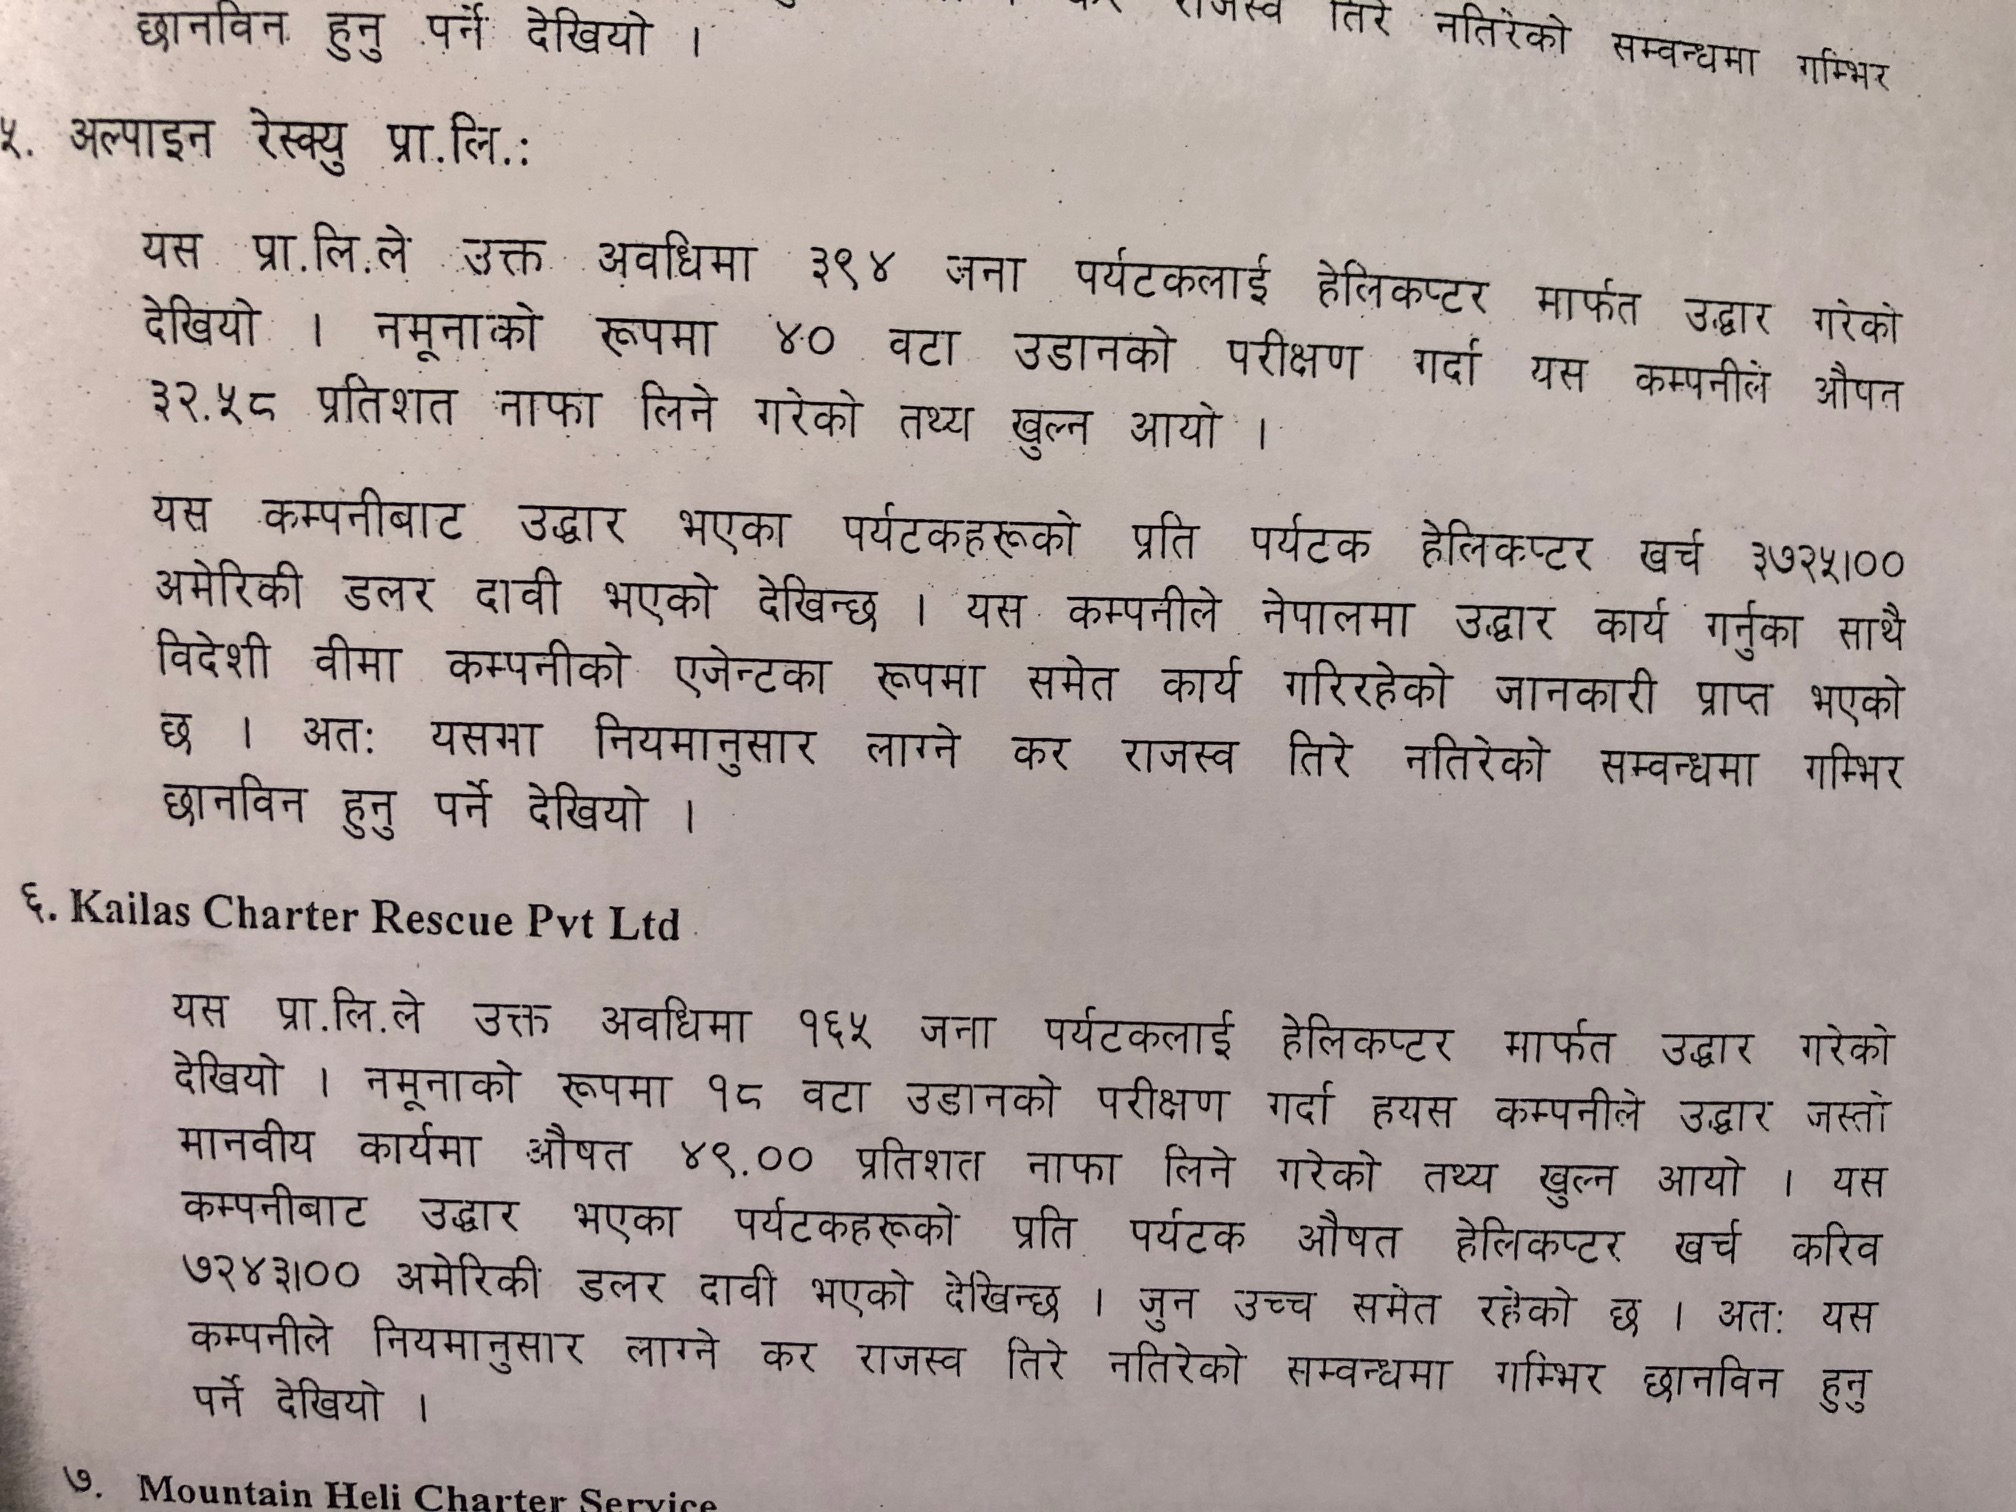 राजस्व तिरे नतिरेको सम्वन्धमा गम्भिर
छानविन हुनु पर्ने देखियो ।
५. अल्पाइन रेस्क्यु प्रा.लि.:
यस प्रा.लि.ले उक्त अवधिमा ३९४ जना पर्यटकलाई हेलिकप्टर मार्फत उद्धार गरेको
देखियो । नमूनाको रूपमा ४० वटा उडानको परीक्षण गर्दा यस कम्पनीले औषत
३२.५८ प्रतिशत नाफा लिने गरेको तथ्य खुल्न आयो ।
यस कम्पनीबाट उद्धार भएका पर्यटकहरूको प्रति पर्यटक हेलिकप्टर खर्च ३७२५।००
अमेरिकी डलर दावी भएको देखिन्छ । यस कम्पनीले नेपालमा उद्धार कार्य गर्नुका साथै
विदेशी वीमा कम्पनीको एजेन्टका रूपमा समेत कार्य गरिरहेको जानकारी प्राप्त भएको
छ । अतः यसमा नियमानुसार लाग्ने कर राजस्व तिरे नतिरेको सम्वन्धमा गम्भिर
छानविन हुनु पर्ने देखियो ।
६. Kailas Charter Rescue Pvt Ltd
यस प्रा.लि.ले उक्त अवधिमा १६५ जना पर्यटकलाई हेलिकप्टर मार्फत उद्धार गरेको
देखियो । नमूनाको रूपमा १८ वटा उडानको परीक्षण गर्दा हयस कम्पनीले उद्धार जस्तो
मानवीय कार्यमा औषत ४९.०० प्रतिशत नाफा लिने गरेको तथ्य खुल्न आयो । यस
कम्पनीबाट उद्धार भएका पर्यटकहरूको प्रति पर्यटक औषत हेलिकप्टर खर्च करिव
७२४३।०० अमेरिकी डलर दावी भएको देखिन्छ । जुन उच्च समेत रहेको छ । अतः यस
कम्पनीले नियमानुसार लाग्ने कर राजस्व तिरे नतिरेको सम्वन्धमा गम्भिर छानविन हुनु
पर्ने देखियो ।
७. Mountain Heli Charter Service